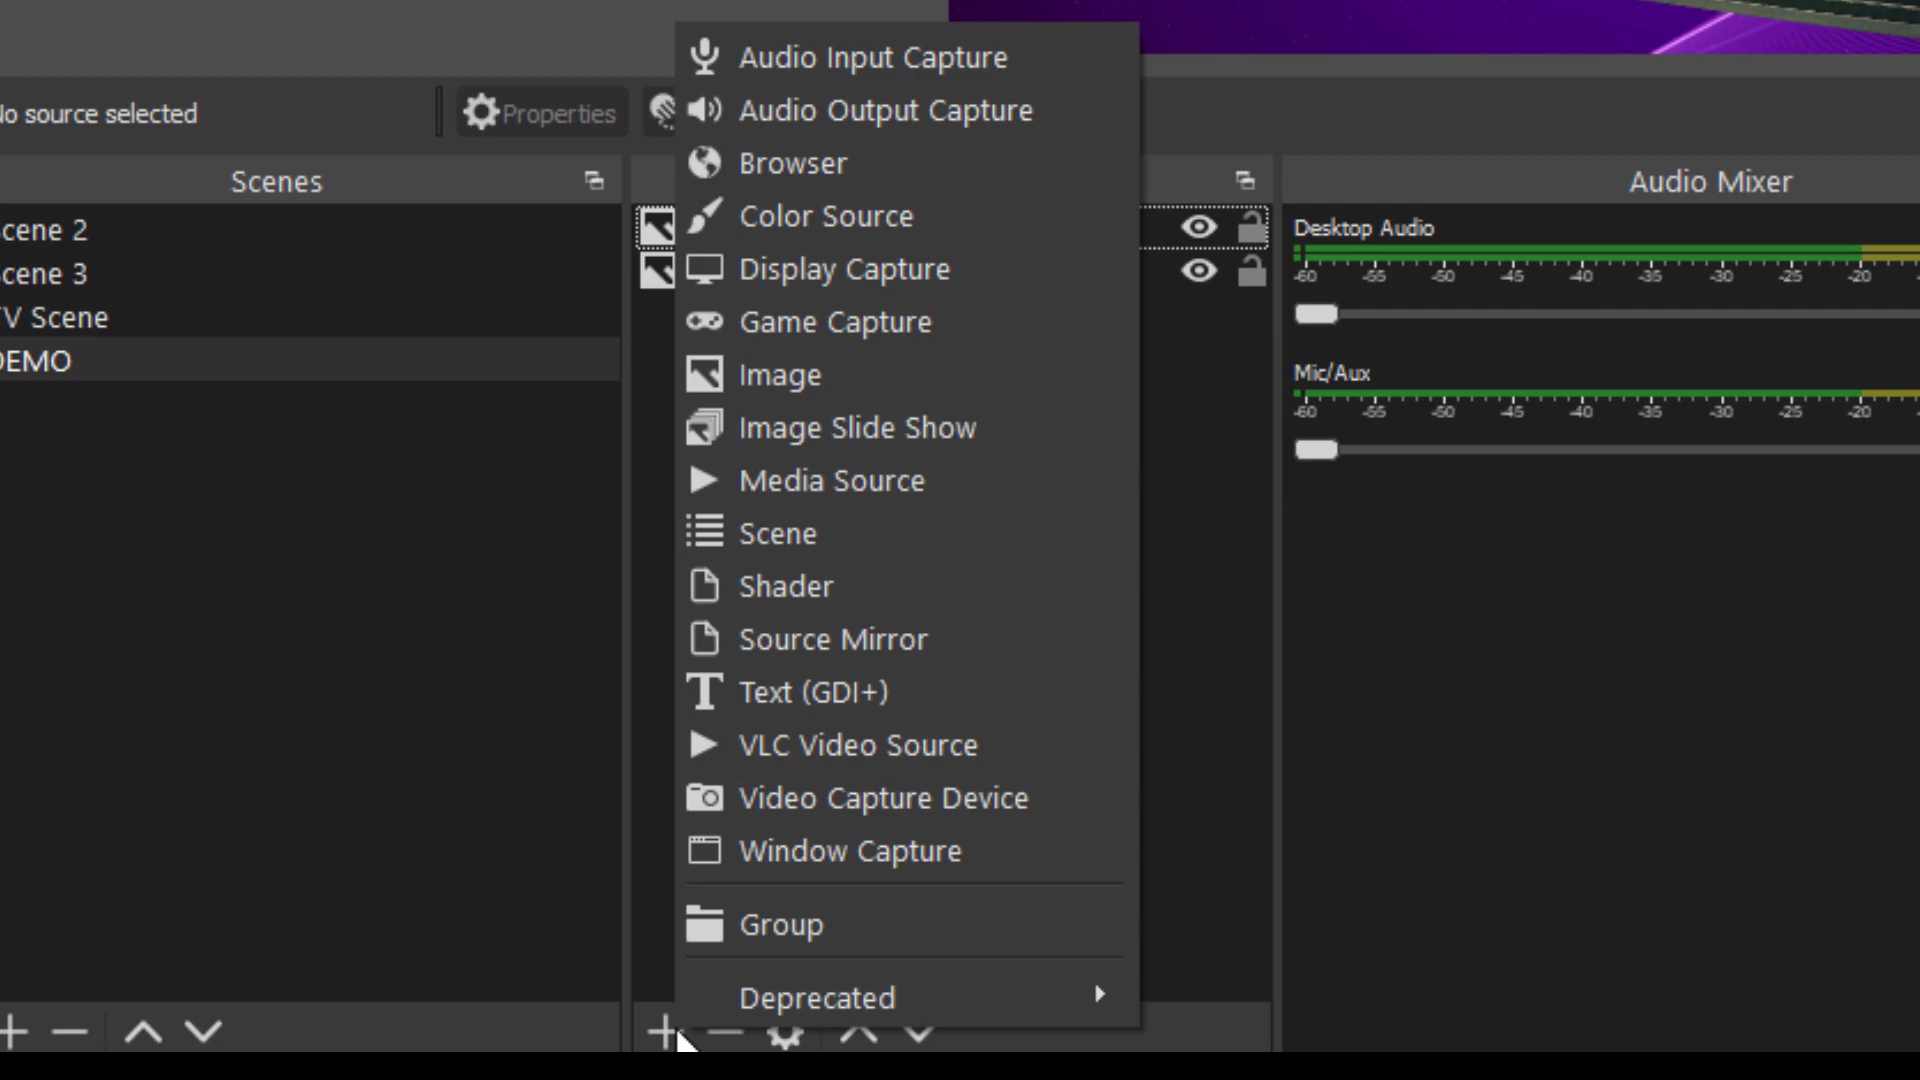 Audio Input Capture
Audio Output Capture
Browser
Color Source
Display Capture
Game Capture
Image
Image Slide Show
Media Source
Scene
Shader
Source Mirror
Text (GDI+)
VLC Video Source
Video Capture Device
Window Capture
Group
Deprecated
No source selected
Properties
Scenes
cene 2
cene 3
V Scene
DEMO
Audio Mixer
Desktop Audio
-60 -55 -50 -45 -40 -35 -30 -25 -20
Mic/Aux
-60 -55 -50 -45 -40 -35 -30 -25 -20